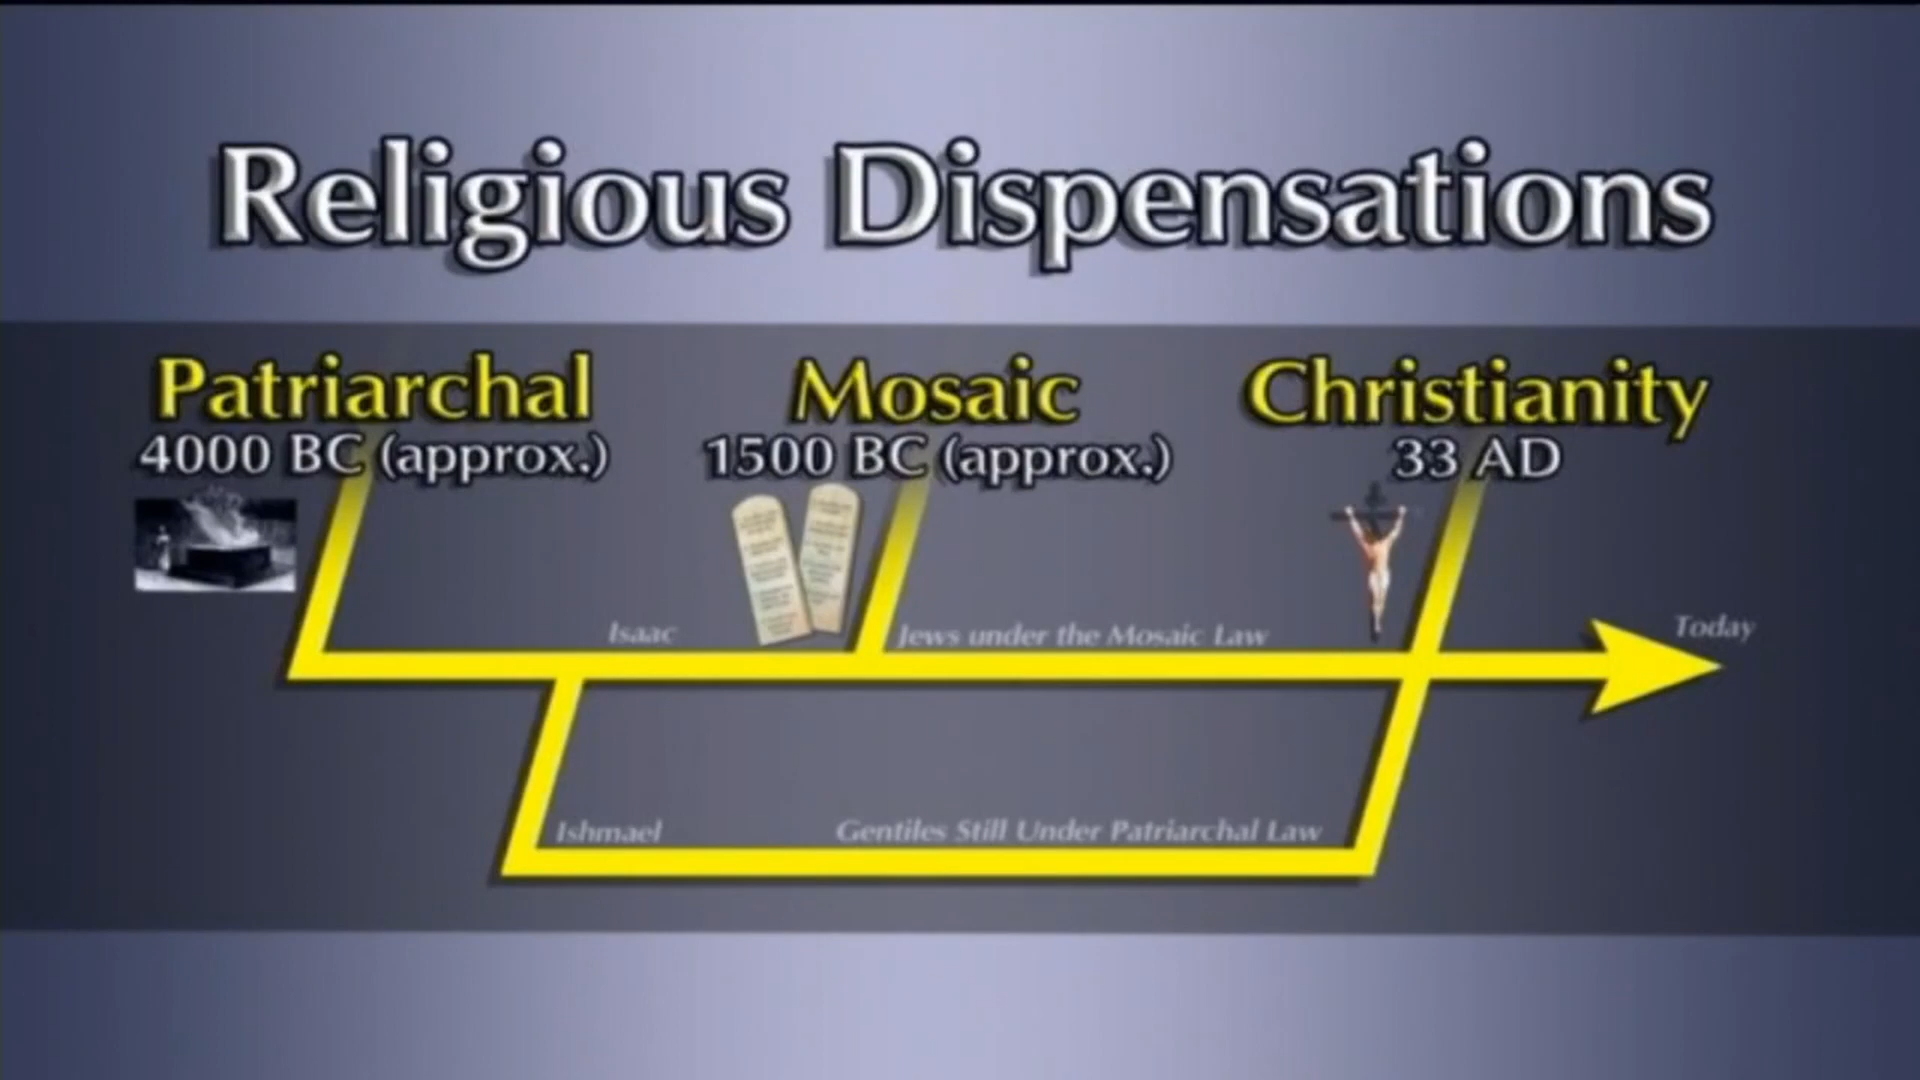 Religious Dispensations
Patriarchal Mosaic Christianity
4000 BC (approx.) 1500 BC (approx.) 33 AD
Isaac Jews under the Mosaic Law Today
Ishmael Gentiles Still Under Patriarchal Law